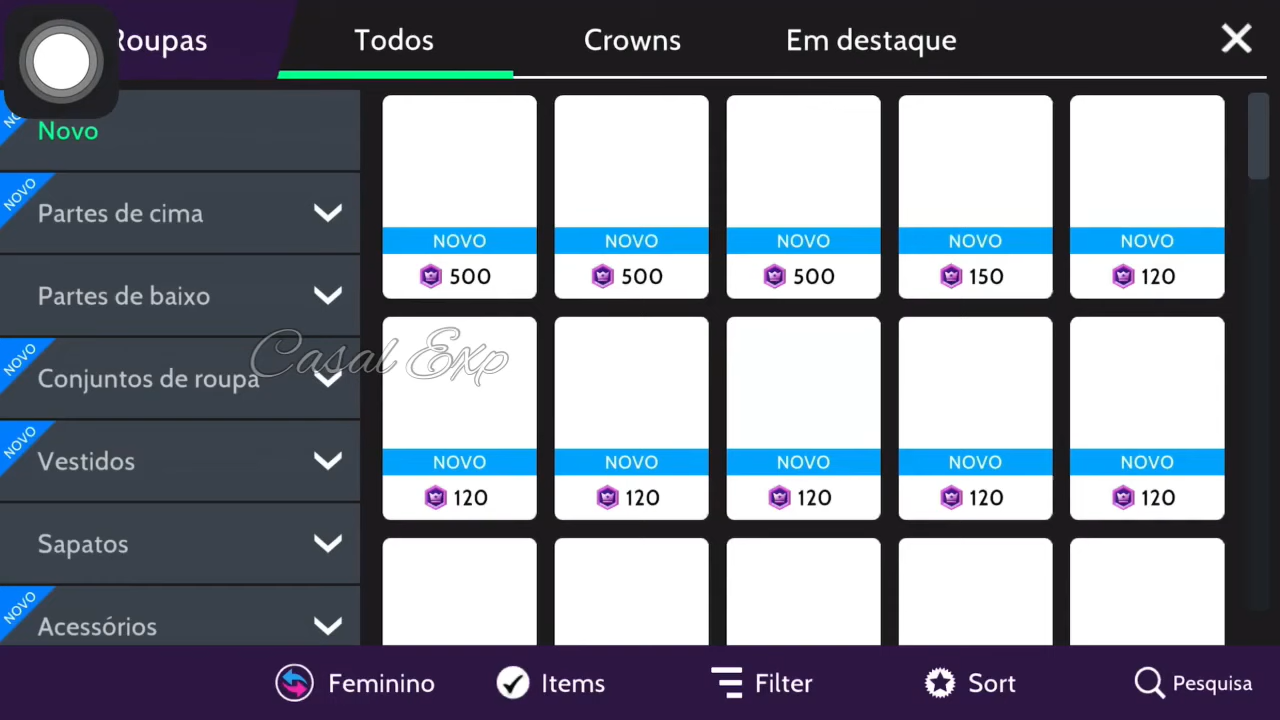 Roupas
Todos
Crowns
Em destaque
Novo
NOVO
Partes de cima
Partes de baixo
NOVO
Conjuntos de roupa
NOVO
Vestidos
Sapatos
NOVO
Acessórios
NOVO NOVO NOVO NOVO NOVO
500 500 500 150 120
Casal Exp
NOVO NOVO NOVO NOVO NOVO
120 120 120 120 120
Feminino
Items
Filter
Sort
Pesquisa